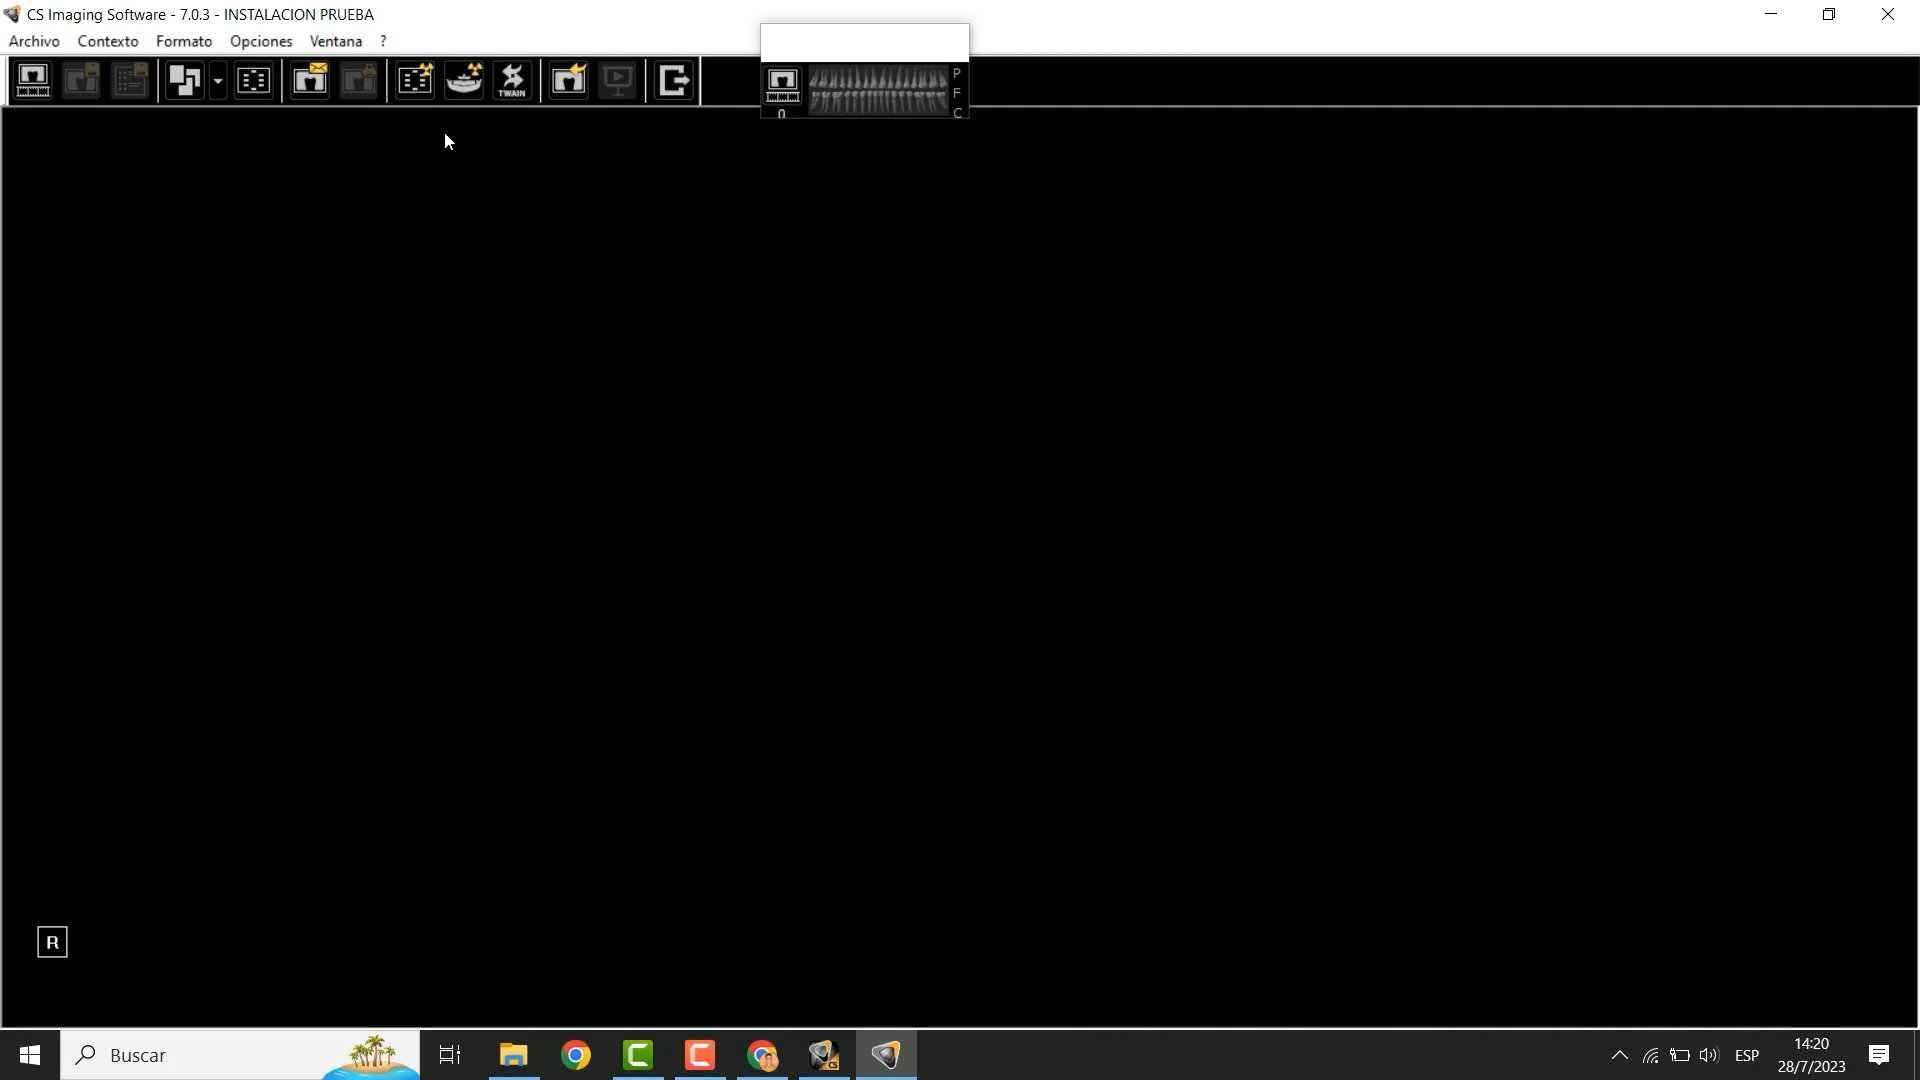 CS Imaging Software - 7.0.3 - INSTALACION PRUEBA
Archivo Contexto Formato Opciones Ventana ?
TWAIN
P
F
C
0
R
Buscar
CS
ESP
14:20
28/7/2023